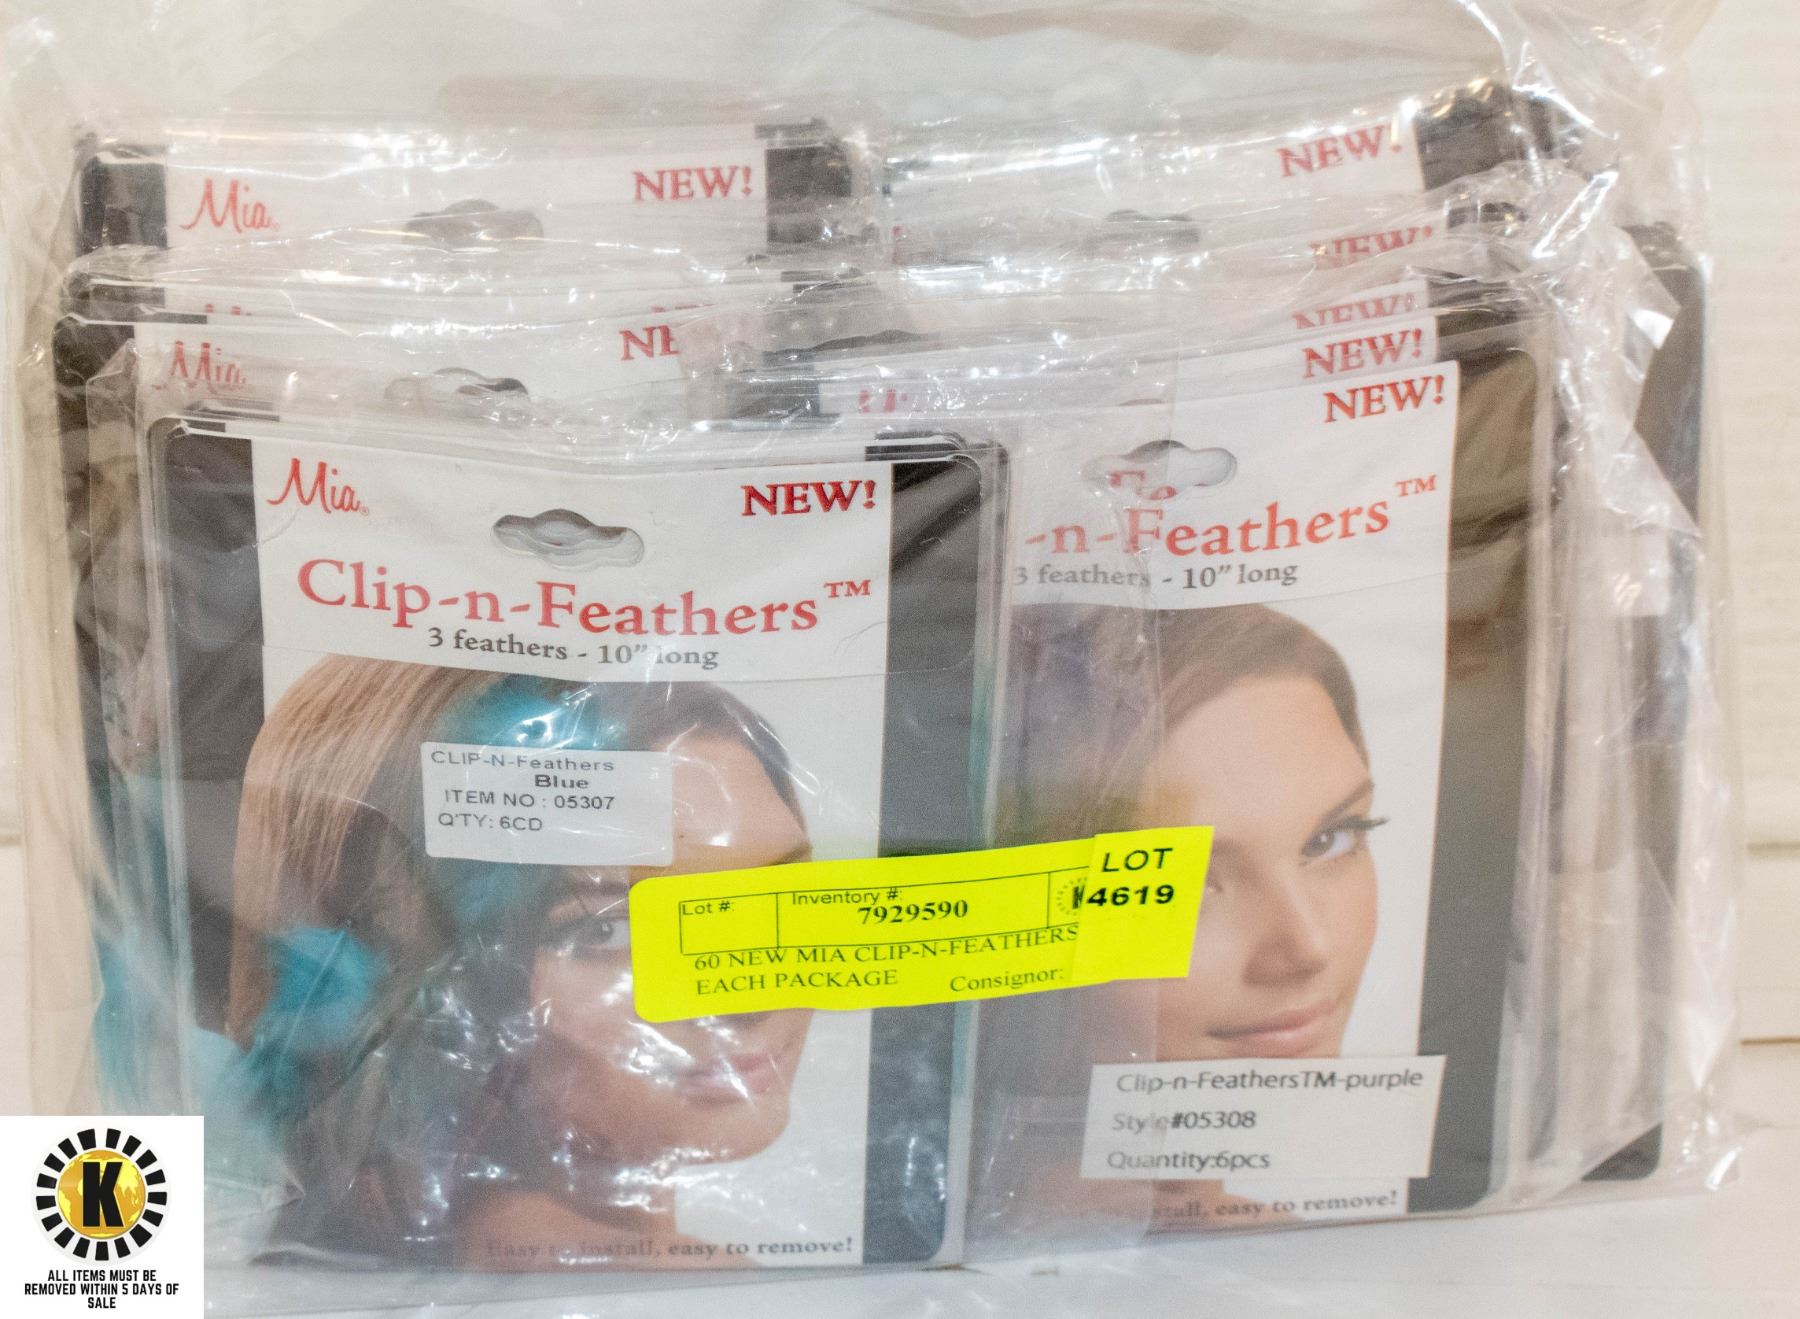 Mia®
NEW!
NEW!
NEW!
NEW!
Mia
NEW!
NEW!
Mia®
NEW!
Clip-n-Feathers™
3 feathers - 10” long
-n-Feathers™
3 feathers - 10” long
CLIP-N-Feathers
Blue
ITEM NO : 05307
Q'TY: 6CD
Lot #:
Inventory #:
7929590
LOT
4619
60 NEW MIA CLIP-N-FEATHERS
EACH PACKAGE
Consignor:
Clip-n-FeathersTM-purple
Style#05308
Quantity:6pcs
Easy to install, easy to remove!
easy to remove!
K
ALL ITEMS MUST BE
REMOVED WITHIN 5 DAYS OF
SALE